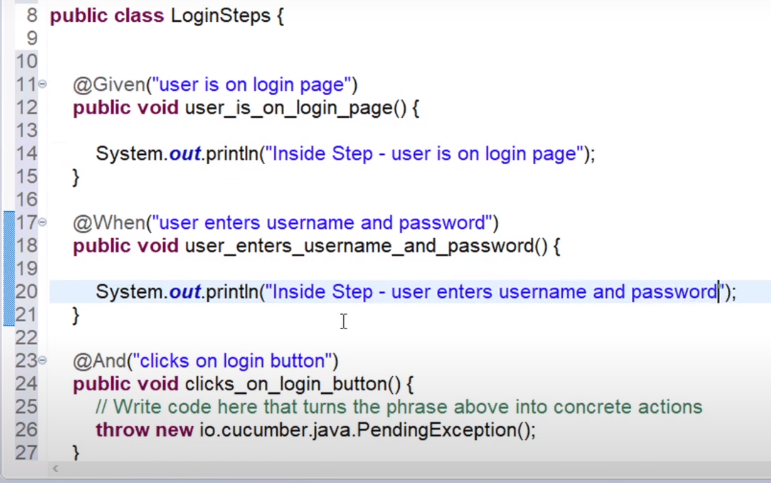 8 public class LoginSteps {
9
10
11 @Given("user is on login page")
12 public void user_is_on_login_page() {
13
14 System.out.println("Inside Step - user is on login page");
15 }
16
17 @When("user enters username and password")
18 public void user_enters_username_and_password() {
19
20 System.out.println("Inside Step - user enters username and password");
21 }
22
23 @And("clicks on login button")
24 public void clicks_on_login_button() {
25 // Write code here that turns the phrase above into concrete actions
26 throw new io.cucumber.java.PendingException();
27 }